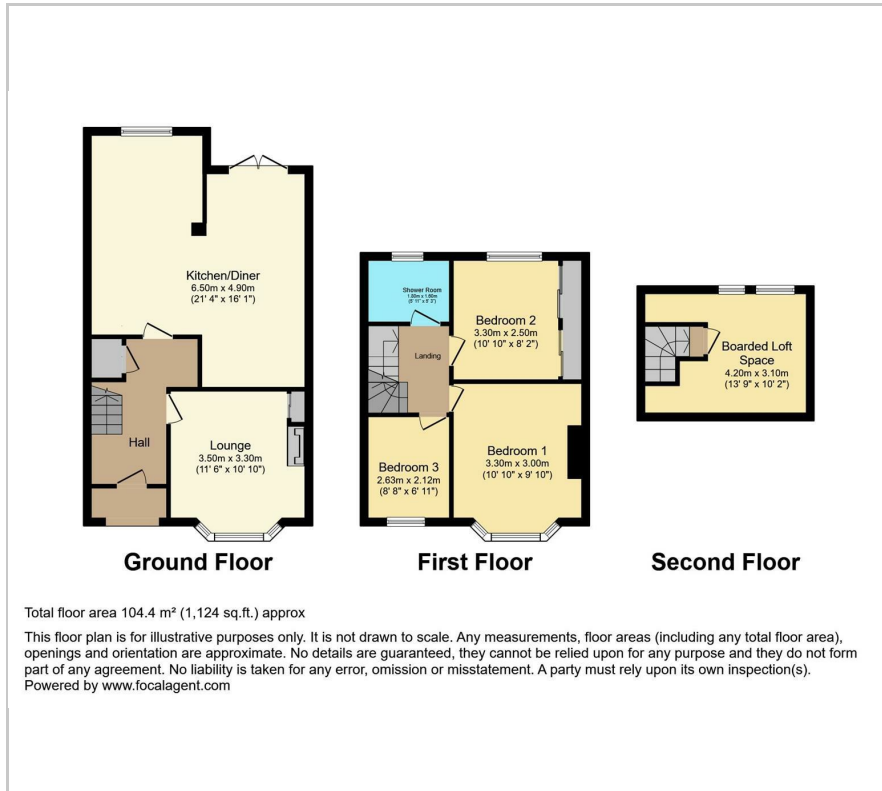 Kitchen/Diner
6.50m x 4.90m
(21' 4" x 16' 1")
Hall
Lounge
3.50m x 3.30m
(11' 6" x 10' 10")
Ground Floor
Shower Room
1.80m x 1.60m
(5' 11" x 5' 3")
Landing
Bedroom 2
3.30m x 2.50m
(10' 10" x 8' 2")
Bedroom 3
2.63m x 2.12m
(8' 8" x 6' 11")
Bedroom 1
3.30m x 3.00m
(10' 10" x 9' 10")
First Floor
Boarded Loft
Space
4.20m x 3.10m
(13' 9" x 10' 2")
Second Floor
Total floor area 104.4 m² (1,124 sq.ft.) approx
This floor plan is for illustrative purposes only. It is not drawn to scale. Any measurements, floor areas (including any total floor area),
openings and orientation are approximate. No details are guaranteed, they cannot be relied upon for any purpose and they do not form
part of any agreement. No liability is taken for any error, omission or misstatement. A party must rely upon its own inspection(s).
Powered by www.focalagent.com